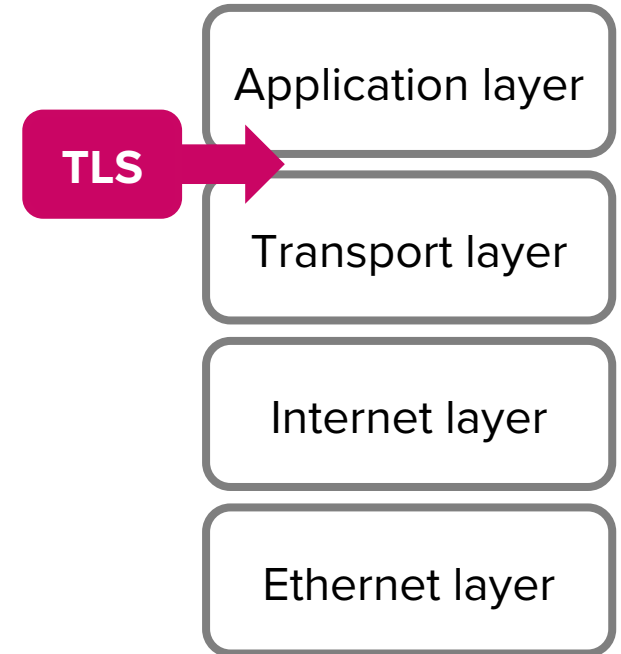 Application layer
TLS
Transport layer
Internet layer
Ethernet layer